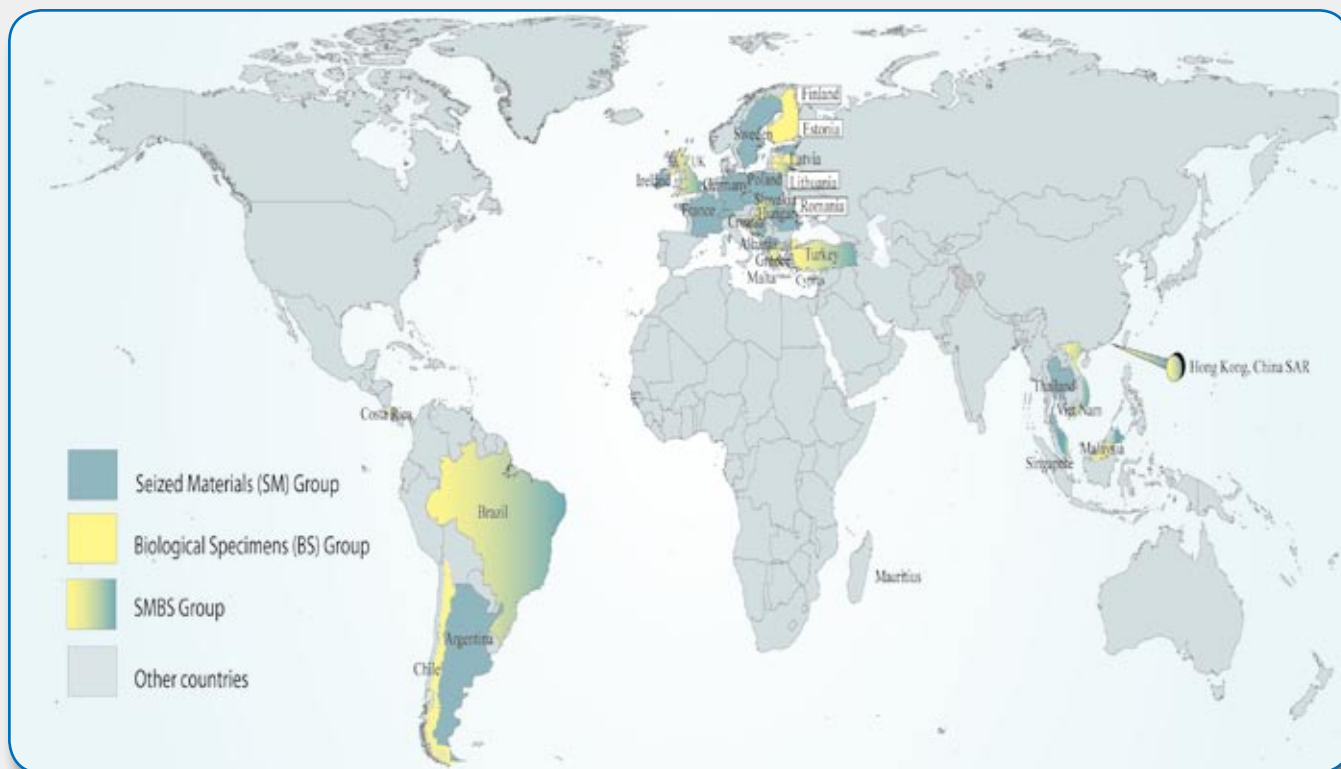 Finland
Estonia
Sweden
Latvia
UK
Ireland
Lithuania
Germany
Poland
Slovakia
Romania
France
Hungary
Albania
Turkey
Malta
Cyprus
Hong Kong, China SAR
Thailand
Viet Nam
Costa Rica
Malaysia
Singapore
Seized Materials (SM) Group
Brazil
Biological Specimens (BS) Group
Mauritius
SMBS Group
Argentina
Chile
Other countries